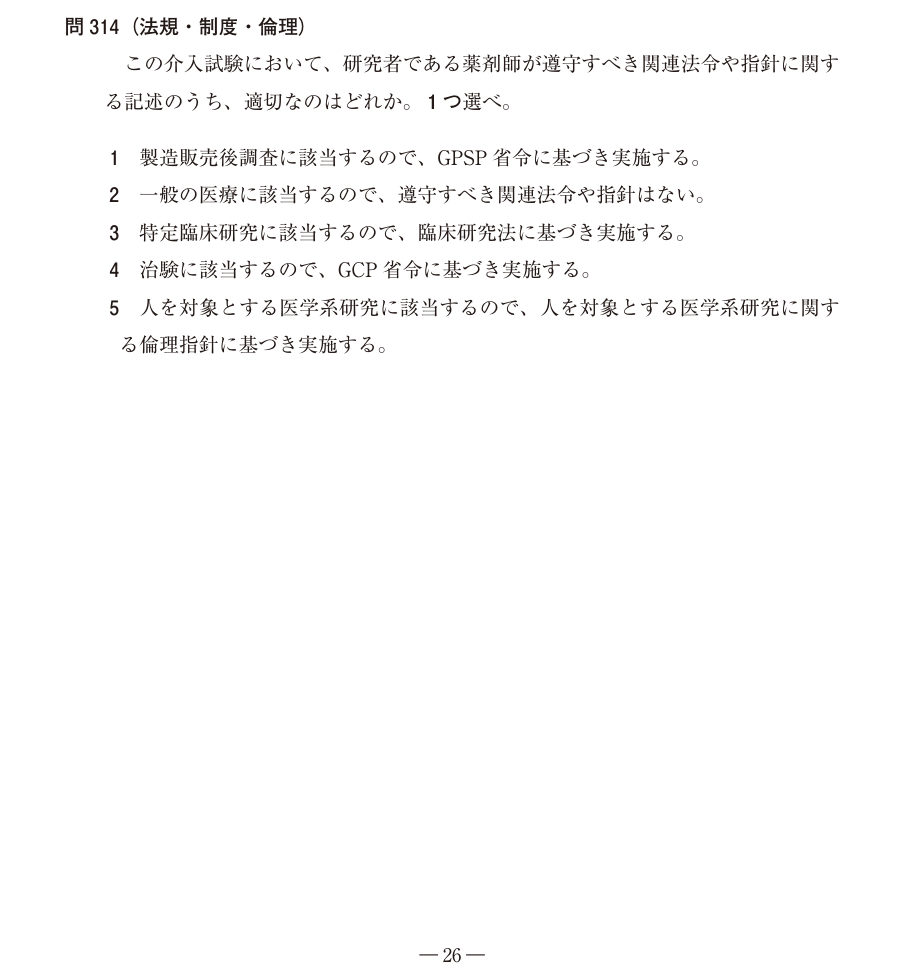 問 314（法規・制度・倫理）
この介入試験において、研究者である薬剤師が遵守すべき関連法令や指針に関す
る記述のうち、適切なのはどれか。1つ選べ。
1 製造販売後調査に該当するので、GPSP 省令に基づき実施する。
2 一般の医療に該当するので、遵守すべき関連法令や指針はない。
3 特定臨床研究に該当するので、臨床研究法に基づき実施する。
4 治験に該当するので、GCP 省令に基づき実施する。
5 人を対象とする医学系研究に該当するので、人を対象とする医学系研究に関す
る倫理指針に基づき実施する。
— 26 —